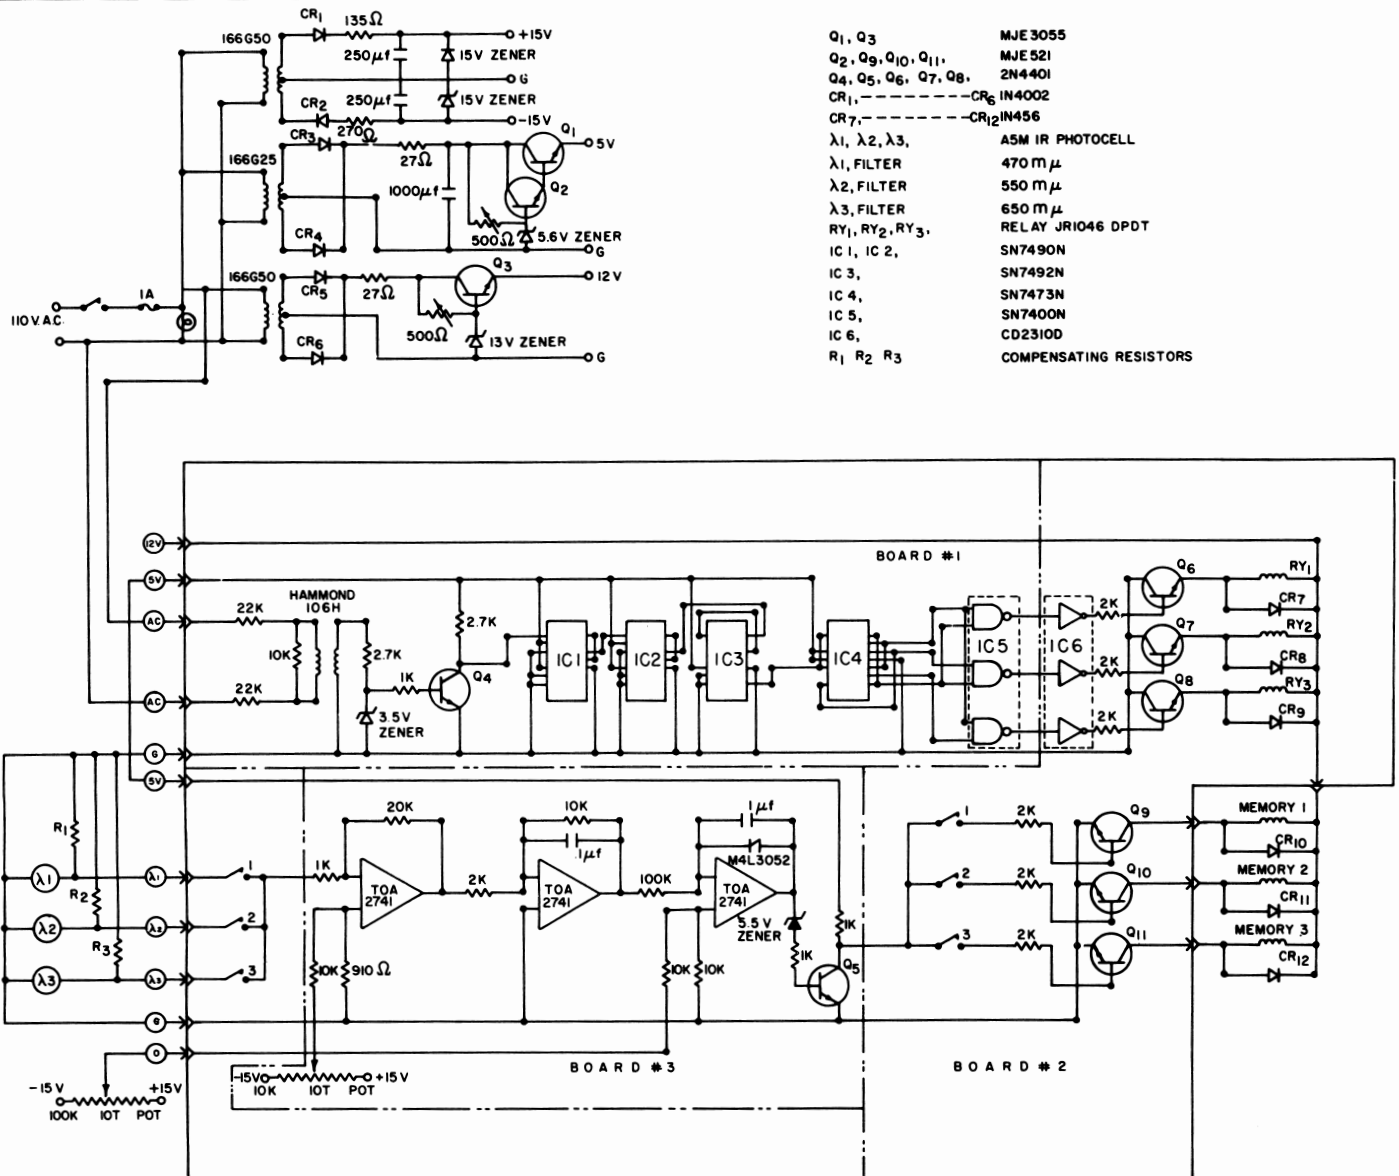 CR1 135Ω
166G50 +15V
250μf 15V ZENER
G
250μf 15V ZENER
CR2 270Ω -15V
CR3 Q1 5V
166G25 27Ω
1000μf Q2
CR4 500Ω 5.6V ZENER
G
166G50 Q3
CR5 27Ω 12V
1A
110V.A.C.
500Ω
CR6 13V ZENER
G
Q1, Q3 MJE3055
Q2, Q9, Q10, Q11, MJE521
Q4, Q5, Q6, Q7, Q8, 2N4401
CR1,----------CR6 IN4002
CR7,----------CR12 IN456
λ1, λ2, λ3, A5M IR PHOTOCELL
λ1, FILTER 470 mμ
λ2, FILTER 550 mμ
λ3, FILTER 650 mμ
RY1, RY2, RY3, RELAY JR1046 DPDT
IC 1, IC 2, SN7490N
IC 3, SN7492N
IC 4, SN7473N
IC 5, SN7400N
IC 6, CD2310D
R1 R2 R3 COMPENSATING RESISTORS
12V
BOARD #1
5V
HAMMOND
106H
AC 22K
10K 2.7K 2.7K
1K Q4
AC 22K
3.5V
ZENER
IC1 IC2 IC3 IC4 IC5 IC6
2K Q6 RY1
CR7
2K Q7 RY2
CR8
2K Q8 RY3
CR9
G
5V
R1 R2 R3
λ1 λ1 1
λ2 λ2 2
λ3 λ3 3
G
O
20K
1K
TOA
2741
10K 910Ω
2K
10K
.1μf
TOA
2741
100K
1μf
M4L3052
TOA
2741
5.5V
ZENER
10K 10K
1K 1K
Q5
1 2K Q9 MEMORY 1
CR10
2 2K Q10 MEMORY 2
CR11
3 2K Q11 MEMORY 3
CR12
BOARD #3 BOARD #2
-15V +15V
10K 10T POT
-15V +15V
100K 10T POT